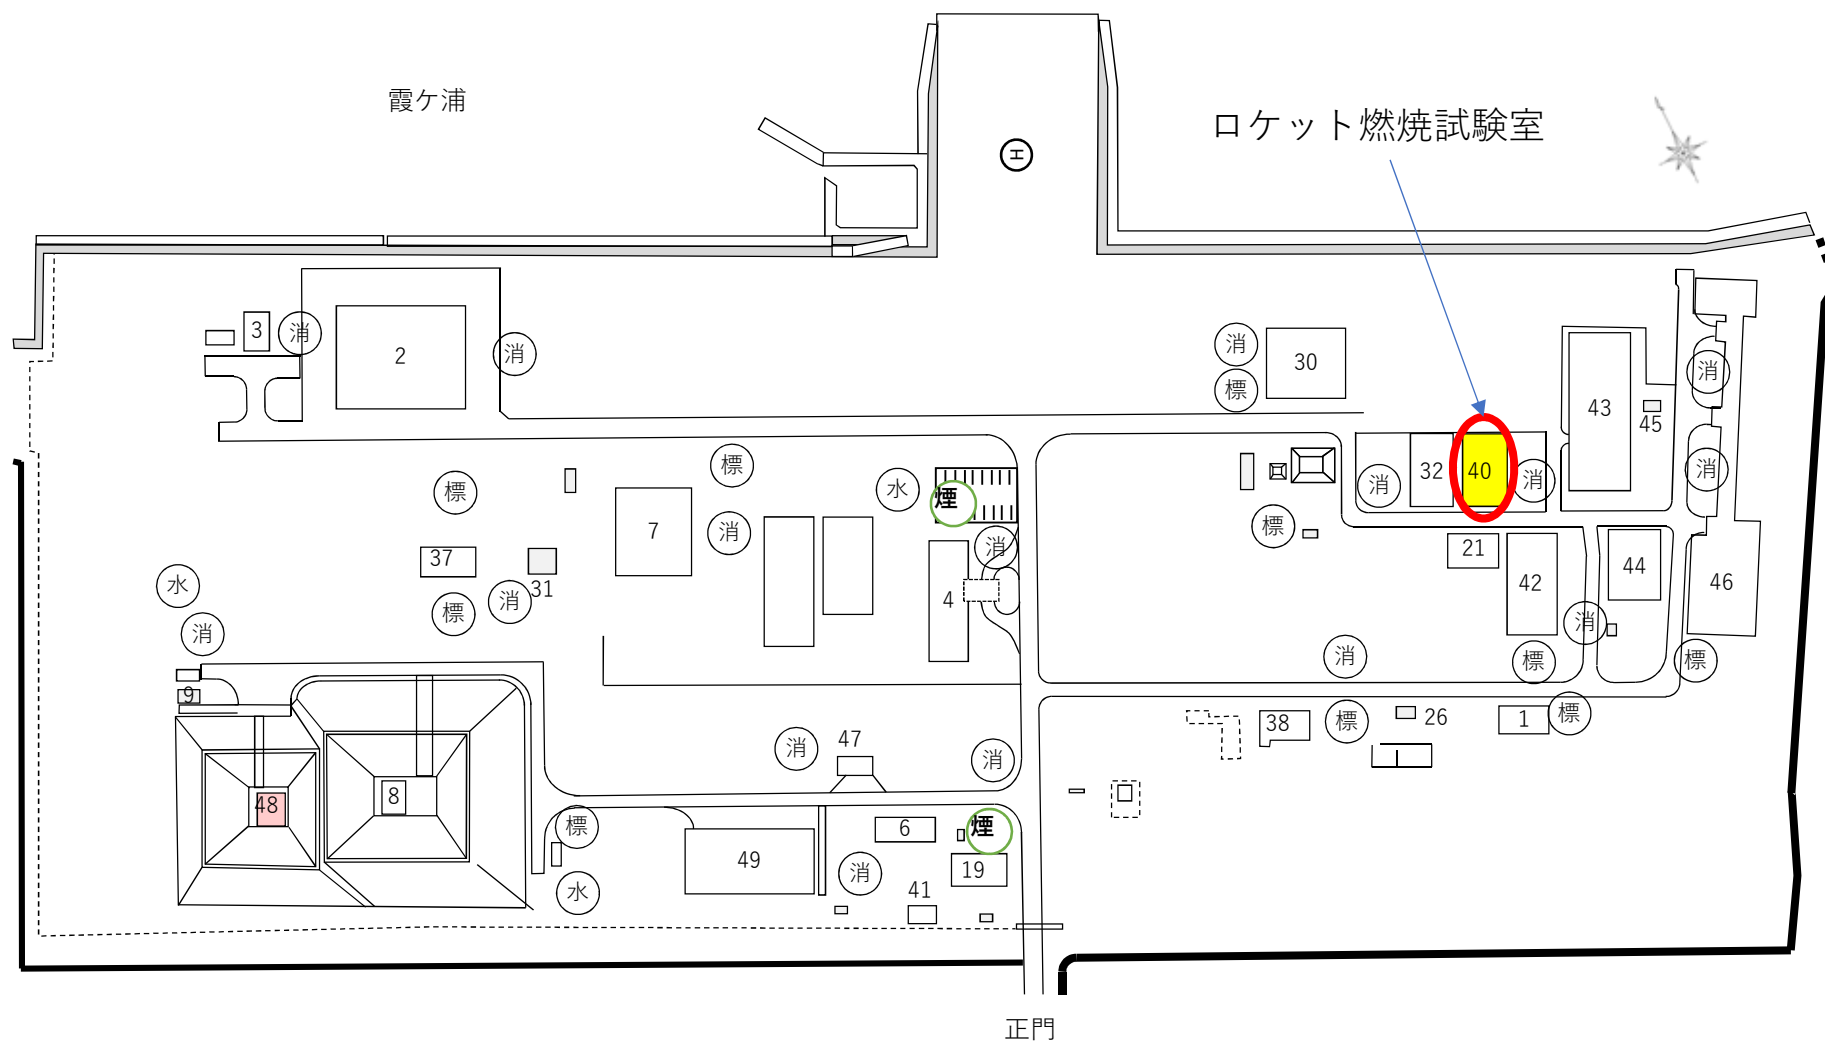 霞ケ浦
ロケット燃焼試験室
H
3
消
2
消
消
30
標
43
消
45
標
標
水
煙
32
40
消
消
消
7
消
消
標
37
31
標
消
水
消
4
21
42
44
46
消
消
標
標
9
47
消
消
38
標
26
1
標
48
8
標
6
煙
49
消
19
水
41
正門